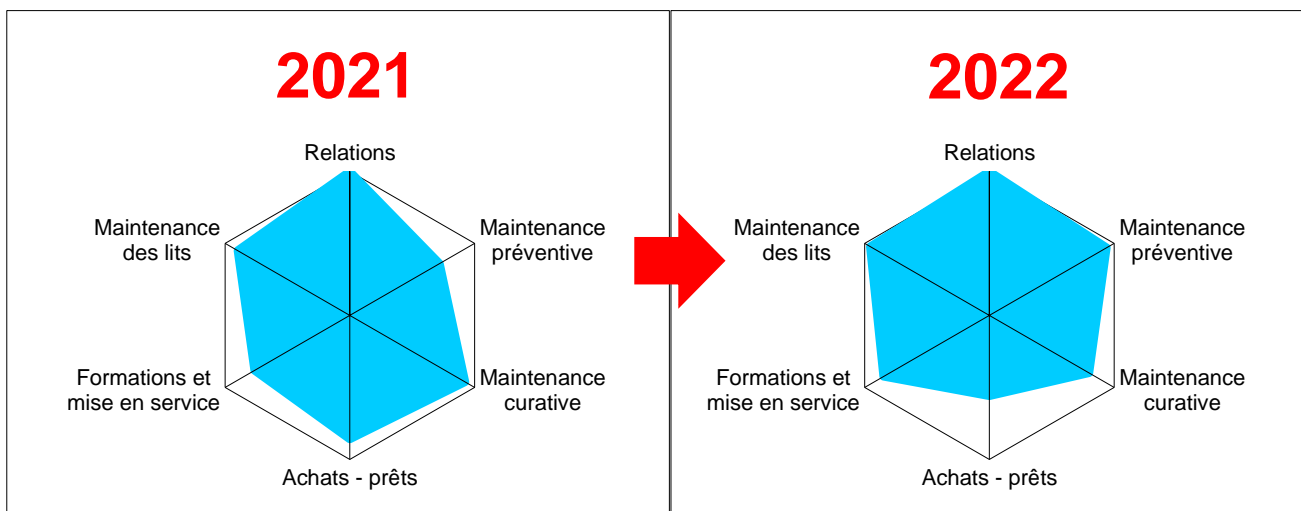 2021
Relations
Maintenance
préventive
Maintenance
curative
Achats - prêts
Formations et
mise en service
Maintenance
des lits
2022
Relations
Maintenance
préventive
Maintenance
curative
Achats - prêts
Formations et
mise en service
Maintenance
des lits